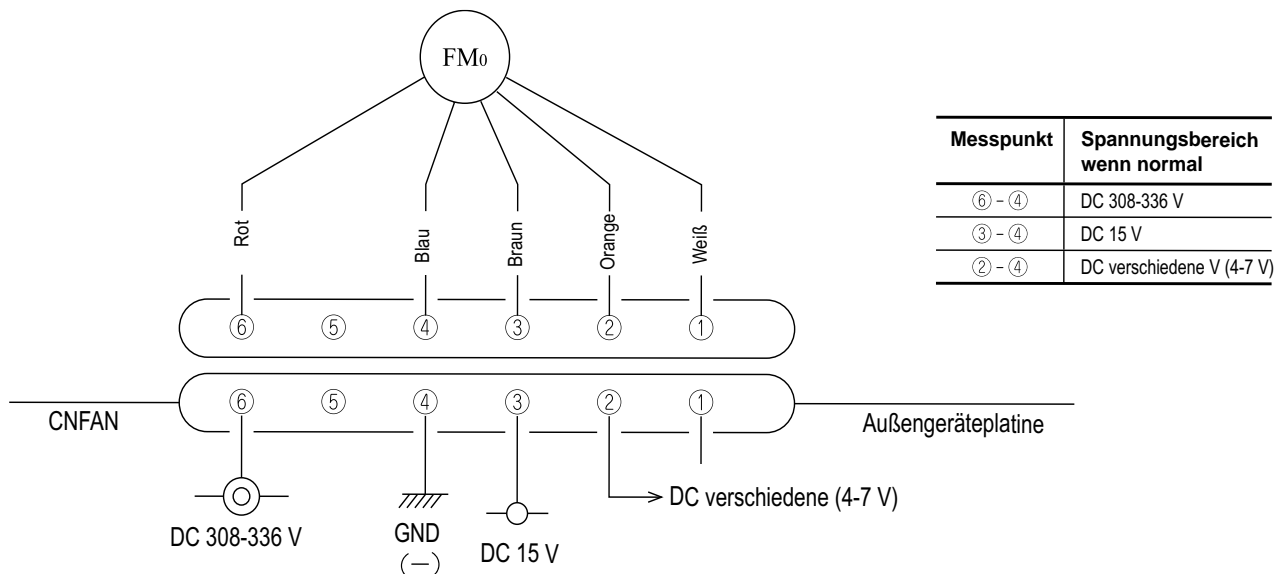 FM0
Rot
Blau
Braun
Orange
Weiß
⑥ ⑤ ④ ③ ② ①
⑥ ⑤ ④ ③ ② ①
CNFAN
Außengeräteplatine
DC 308-336 V
GND
(−)
DC 15 V
DC verschiedene (4-7 V)
Messpunkt Spannungsbereich
wenn normal
⑥ - ④ DC 308-336 V
③ - ④ DC 15 V
② - ④ DC verschiedene V (4-7 V)